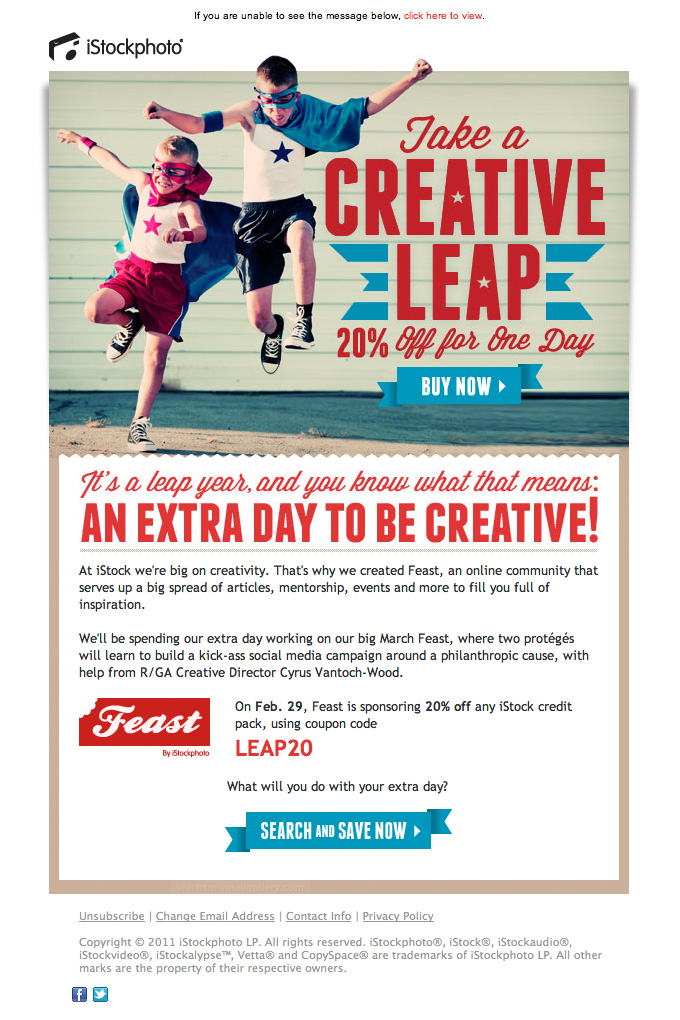 If you are unable to see the message below, click here to view.
iStockphoto®
Take a
CREATIVE
LEAP
20% Off for One Day
BUY NOW
It's a leap year, and you know what that means:
AN EXTRA DAY TO BE CREATIVE!
At iStock we're big on creativity. That's why we created Feast, an online community that
serves up a big spread of articles, mentorship, events and more to fill you full of
inspiration.
We'll be spending our extra day working on our big March Feast, where two protégés
will learn to build a kick-ass social media campaign around a philanthropic cause, with
help from R/GA Creative Director Cyrus Vantoch-Wood.
Feast
By iStockphoto
On Feb. 29, Feast is sponsoring 20% off any iStock credit
pack, using coupon code
LEAP20
What will you do with your extra day?
SEARCH AND SAVE NOW
Unsubscribe | Change Email Address | Contact Info | Privacy Policy
Copyright © 2011 iStockphoto LP. All rights reserved. iStockphoto®, iStock®, iStockaudio®,
iStockvideo®, iStockalypse™, Vetta® and CopySpace® are trademarks of iStockphoto LP. All other
marks are the property of their respective owners.